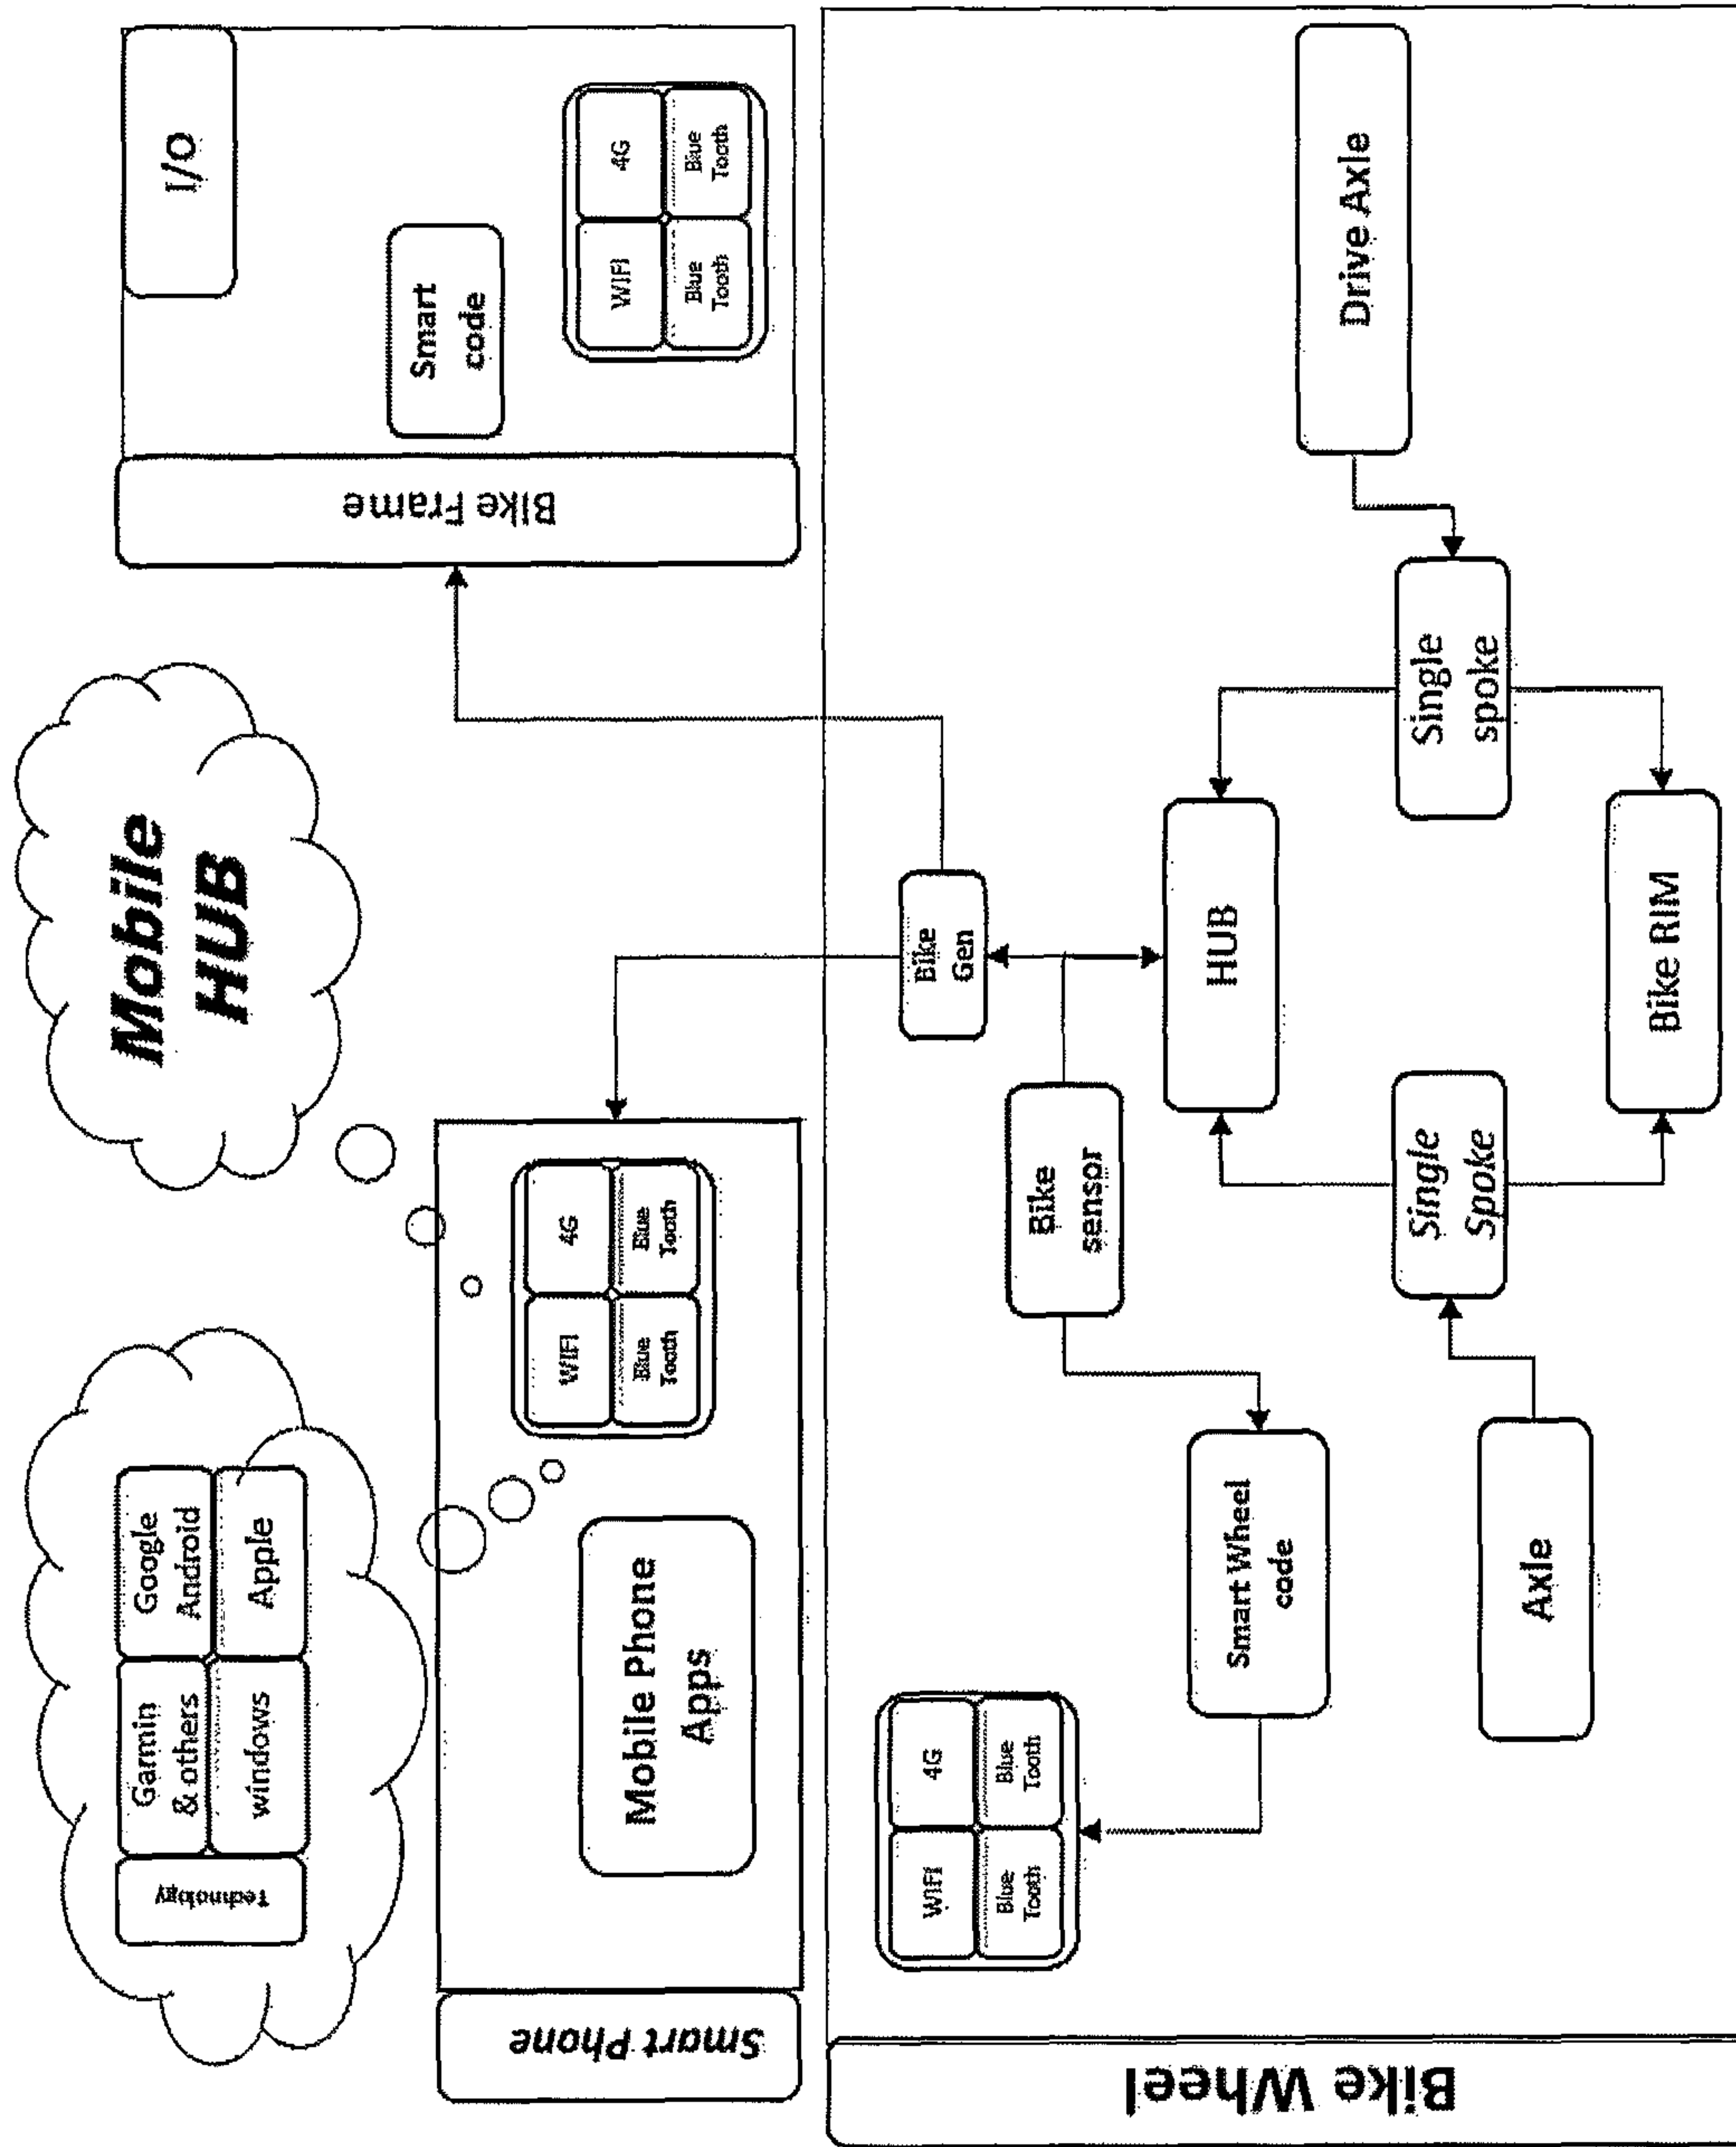 Technology
Garmin
& others
Google
Android
windows
Apple
Mobile
HUB
I/O
Smart
code
WIFI
4G
Blue
Tooth
Blue
Tooth
Bike Frame
Smart Phone
Mobile Phone
Apps
WIFI
4G
Blue
Tooth
Blue
Tooth
Bike Wheel
WIFI
4G
Blue
Tooth
Blue
Tooth
Bike
Gen
Bike
sensor
Smart Wheel
code
HUB
Drive Axle
Single
Spoke
Single
spoke
Axle
Bike RIM